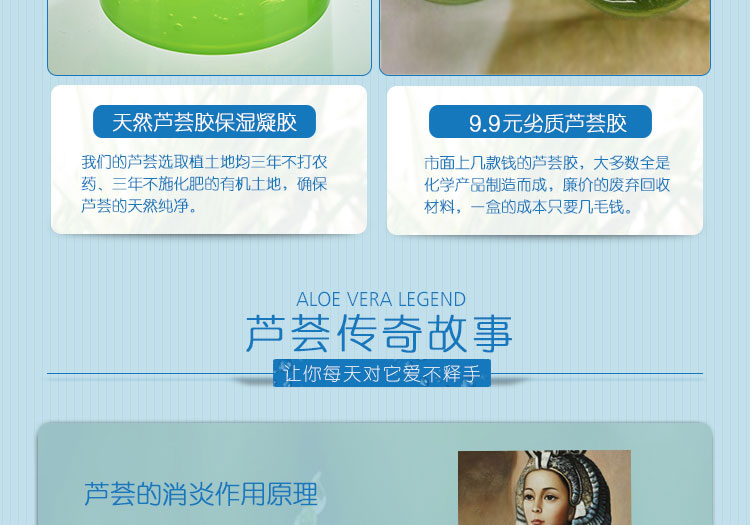 天然芦荟胶保湿凝胶
我们的芦荟选取植土地均三年不打农
药、三年不施化肥的有机土地，确保
芦荟的天然纯净。
9.9元劣质芦荟胶
市面上几款钱的芦荟胶，大多数全是
化学产品制造而成，廉价的废弃回收
材料，一盒的成本只要几毛钱。
ALOE VERA LEGEND
芦荟传奇故事
让你每天对它爱不释手
芦荟的消炎作用原理